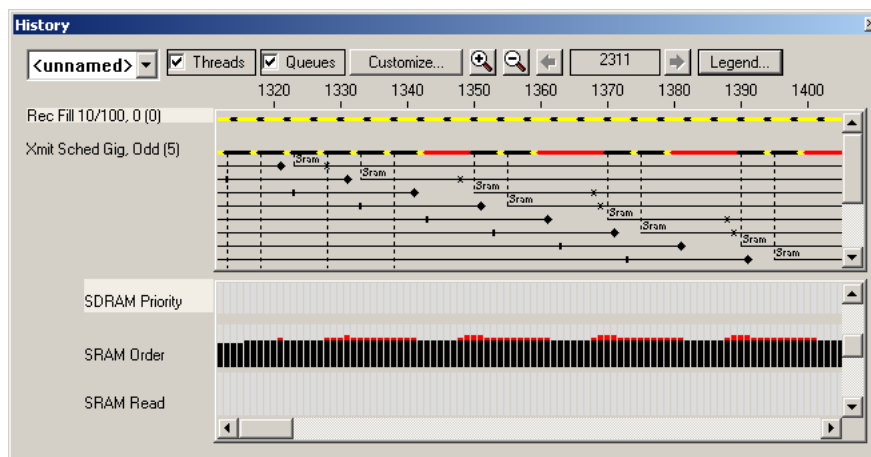 History
<unnamed> Threads Queues Customize... 2311 Legend...
1320 1330 1340 1350 1360 1370 1380 1390 1400
Rec Fill 10/100, 0 (0)
Xmit Sched Gig, Odd (5)
Sram
Sram
Sram
Sram
Sram
Sram
Sram
Sram
SDRAM Priority
SRAM Order
SRAM Read